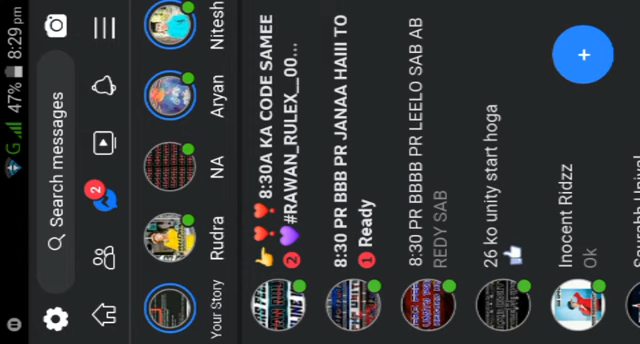 47% 8:29 pm
Search messages
2
Your Story
Rudra
NA
Aryan
Nitesh
8:30A KA CODE SAMEE
#RAWAN_RULEX__00...
2
8:30 PR BBB PR JANAA HAIII TO
Ready
1
8:30 PR BBBB PR LEELO SAB AB
REDY SAB
26 ko unity start hoga
Inocent Ridzz
Ok